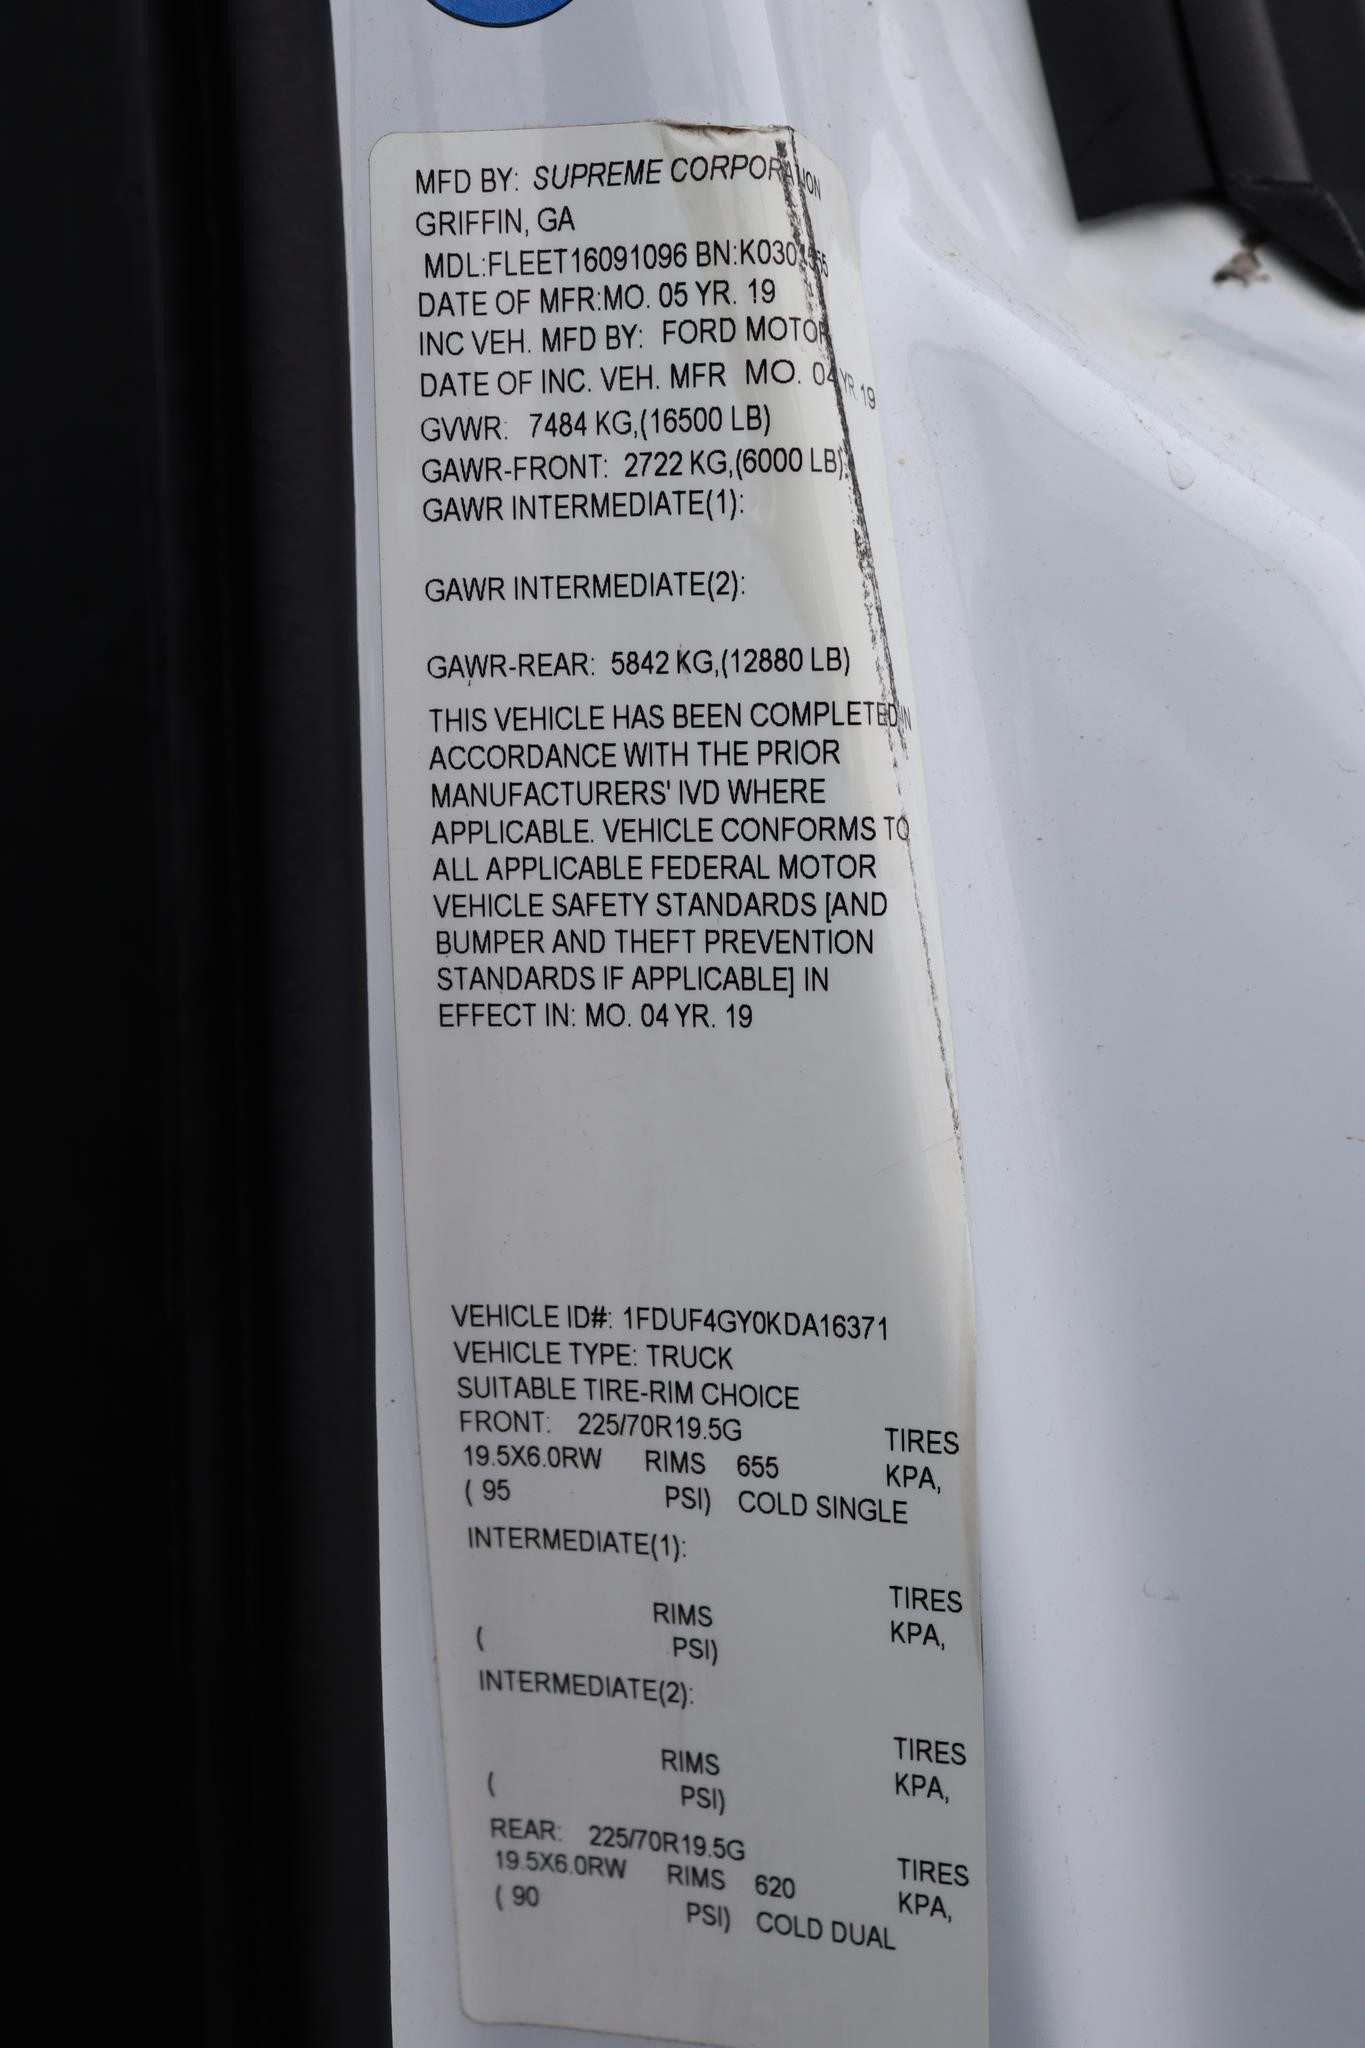 MFD BY: SUPREME CORPORATION
GRIFFIN, GA
MDL:FLEET16091096
DATE OF MFR:MO. 05 YR. 19
INC VEH. MFD BY: FORD MOTOR
DATE OF INC. VEH. MFR MO. 04 YR 19
GVWR: 7484 KG,(16500 LB)
GAWR-FRONT: 2722 KG,(6000 LB)
GAWR INTERMEDIATE(1):
GAWR INTERMEDIATE(2):
GAWR-REAR: 5842 KG,(12880 LB)
THIS VEHICLE HAS BEEN COMPLETED IN
ACCORDANCE WITH THE PRIOR
MANUFACTURERS' IVD WHERE
APPLICABLE. VEHICLE CONFORMS TO
ALL APPLICABLE FEDERAL MOTOR
VEHICLE SAFETY STANDARDS [AND
BUMPER AND THEFT PREVENTION
STANDARDS IF APPLICABLE] IN
EFFECT IN: MO. 04 YR. 19
VEHICLE ID#: 1FDUF4GY0KDA16371
VEHICLE TYPE: TRUCK
SUITABLE TIRE-RIM CHOICE
FRONT: 225/70R19.5G TIRES
19.5X6.0RW RIMS 655 KPA,
( 95 PSI) COLD SINGLE
INTERMEDIATE(1):
TIRES
RIMS KPA,
( PSI)
INTERMEDIATE(2):
TIRES
RIMS KPA,
( PSI)
REAR: 225/70R19.5G TIRES
19.5X6.0RW RIMS 620 KPA,
( 90 PSI) COLD DUAL